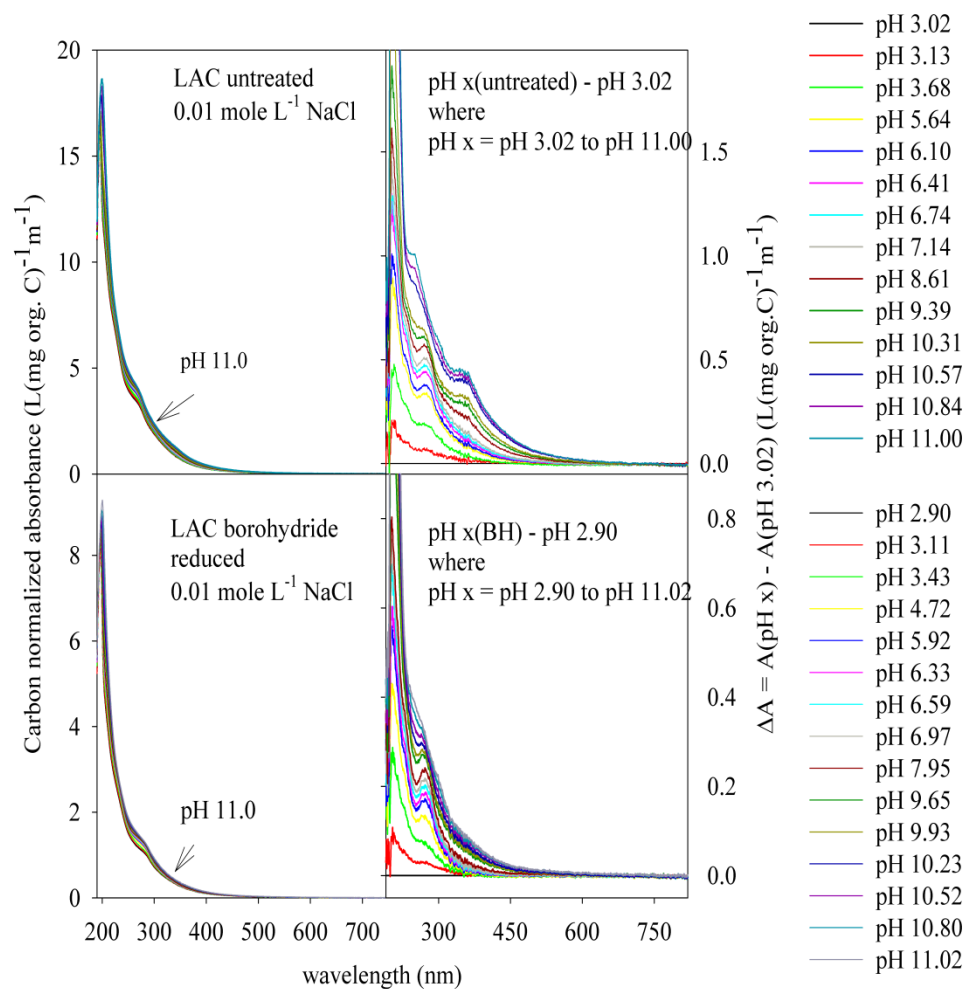 LAC untreated
0.01 mole L-1 NaCl
pH 11.0
pH x(untreated) - pH 3.02
where
pH x = pH 3.02 to pH 11.00
LAC borohydride
reduced
0.01 mole L-1 NaCl
pH 11.0
pH x(BH) - pH 2.90
where
pH x = pH 2.90 to pH 11.02
Carbon normalized absorbance (L(mg org. C)-1m-1)
20
15
10
5
0
8
6
4
2
0
1.5
1.0
0.5
0.0
0.8
0.6
0.4
0.2
0.0
ΔA = A(pH x) - A(pH 3.02) (L(mg org.C)-1m-1)
200 300 400 500 600 700
300 450 600 750
wavelength (nm)
pH 3.02
pH 3.13
pH 3.68
pH 5.64
pH 6.10
pH 6.41
pH 6.74
pH 7.14
pH 8.61
pH 9.39
pH 10.31
pH 10.57
pH 10.84
pH 11.00
pH 2.90
pH 3.11
pH 3.43
pH 4.72
pH 5.92
pH 6.33
pH 6.59
pH 6.97
pH 7.95
pH 9.65
pH 9.93
pH 10.23
pH 10.52
pH 10.80
pH 11.02